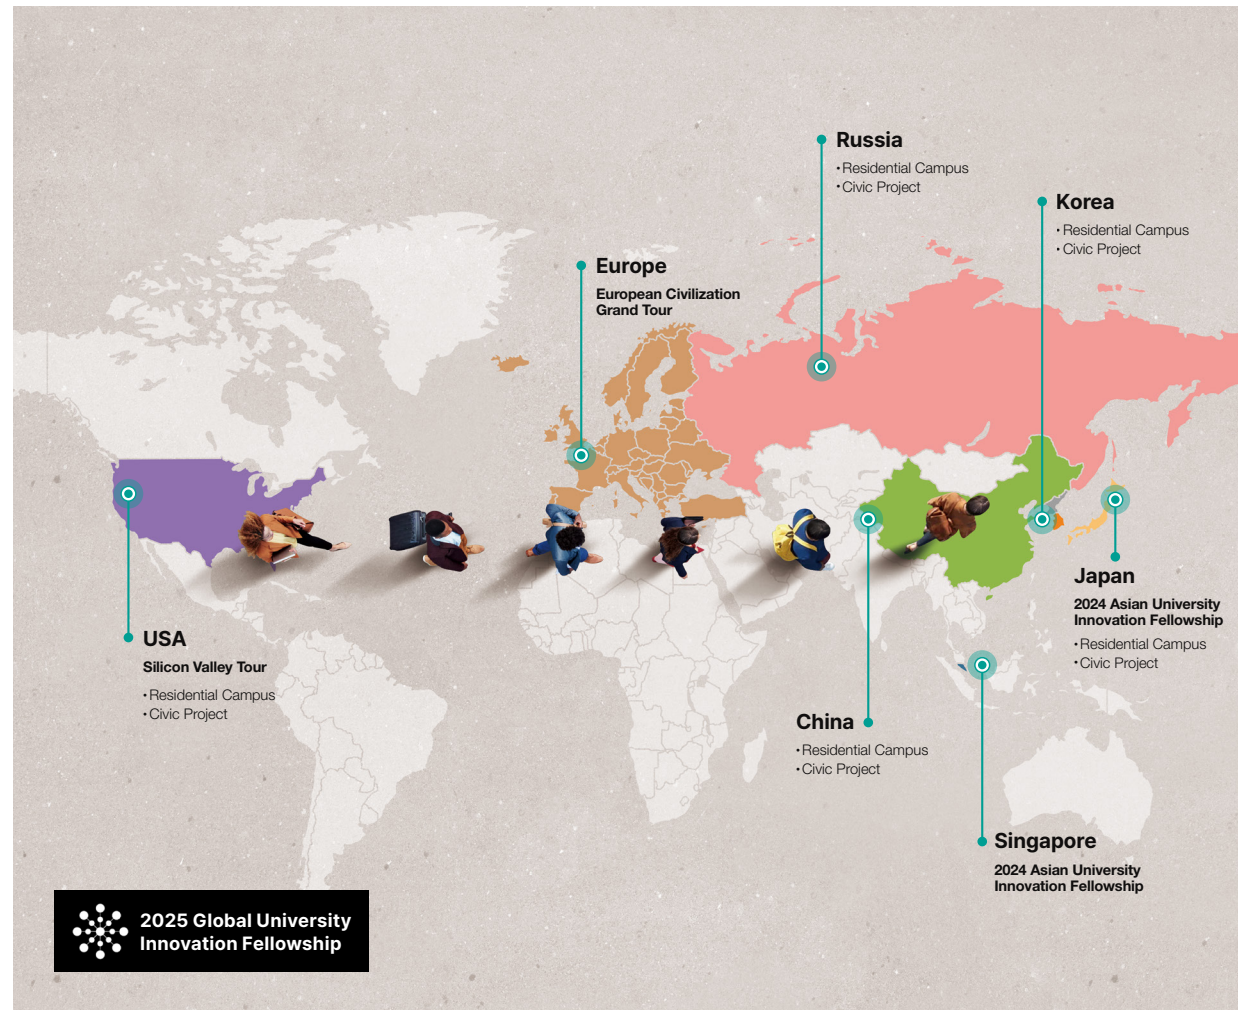 Russia
• Residential Campus
• Civic Project
Korea
• Residential Campus
• Civic Project
Europe
European Civilization
Grand Tour
Japan
2024 Asian University
Innovation Fellowship
• Residential Campus
• Civic Project
USA
Silicon Valley Tour
• Residential Campus
• Civic Project
China
• Residential Campus
• Civic Project
Singapore
2024 Asian University
Innovation Fellowship
2025 Global University
Innovation Fellowship